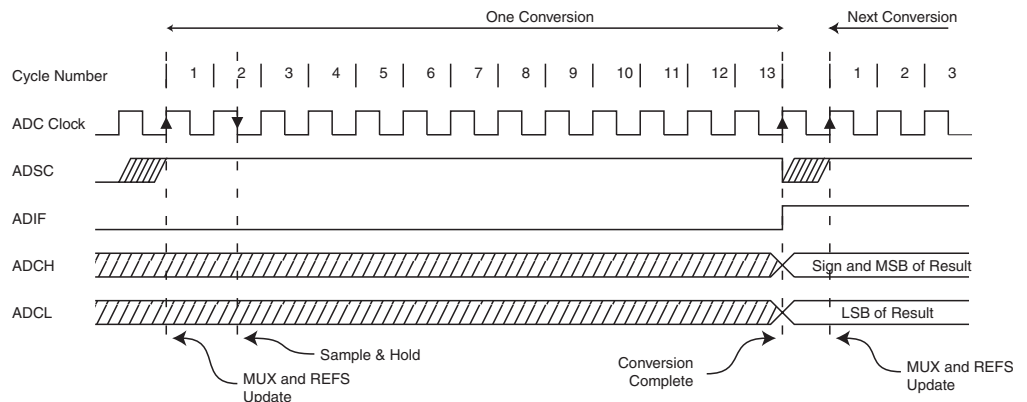 One Conversion
Next Conversion
Cycle Number
1 2 3 4 5 6 7 8 9 10 11 12 13 1 2 3
ADC Clock
ADSC
ADIF
ADCH
Sign and MSB of Result
ADCL
LSB of Result
MUX and REFS
Update
Sample & Hold
Conversion
Complete
MUX and REFS
Update